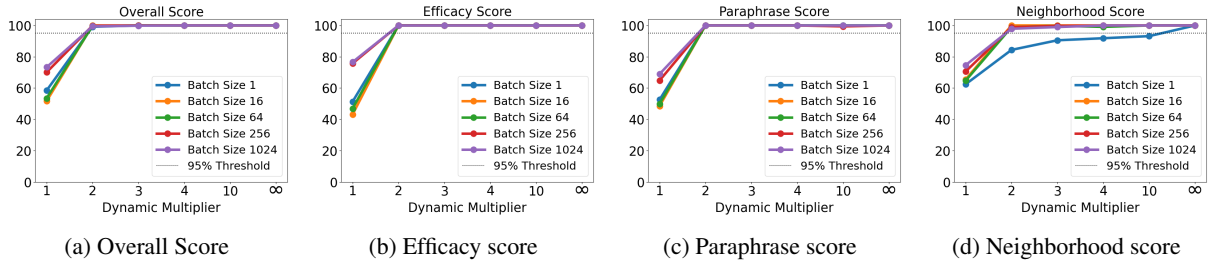 Overall Score
100
80
60
40
20
0
Batch Size 1
Batch Size 16
Batch Size 64
Batch Size 256
Batch Size 1024
95% Threshold
1 2 3 4 10 ∞
Dynamic Multiplier
(a) Overall Score
Efficacy Score
100
80
60
40
20
0
Batch Size 1
Batch Size 16
Batch Size 64
Batch Size 256
Batch Size 1024
95% Threshold
1 2 3 4 10 ∞
Dynamic Multiplier
(b) Efficacy score
Paraphrase Score
100
80
60
40
20
0
Batch Size 1
Batch Size 16
Batch Size 64
Batch Size 256
Batch Size 1024
95% Threshold
1 2 3 4 10 ∞
Dynamic Multiplier
(c) Paraphrase score
Neighborhood Score
100
80
60
40
20
0
Batch Size 1
Batch Size 16
Batch Size 64
Batch Size 256
Batch Size 1024
95% Threshold
1 2 3 4 10 ∞
Dynamic Multiplier
(d) Neighborhood score